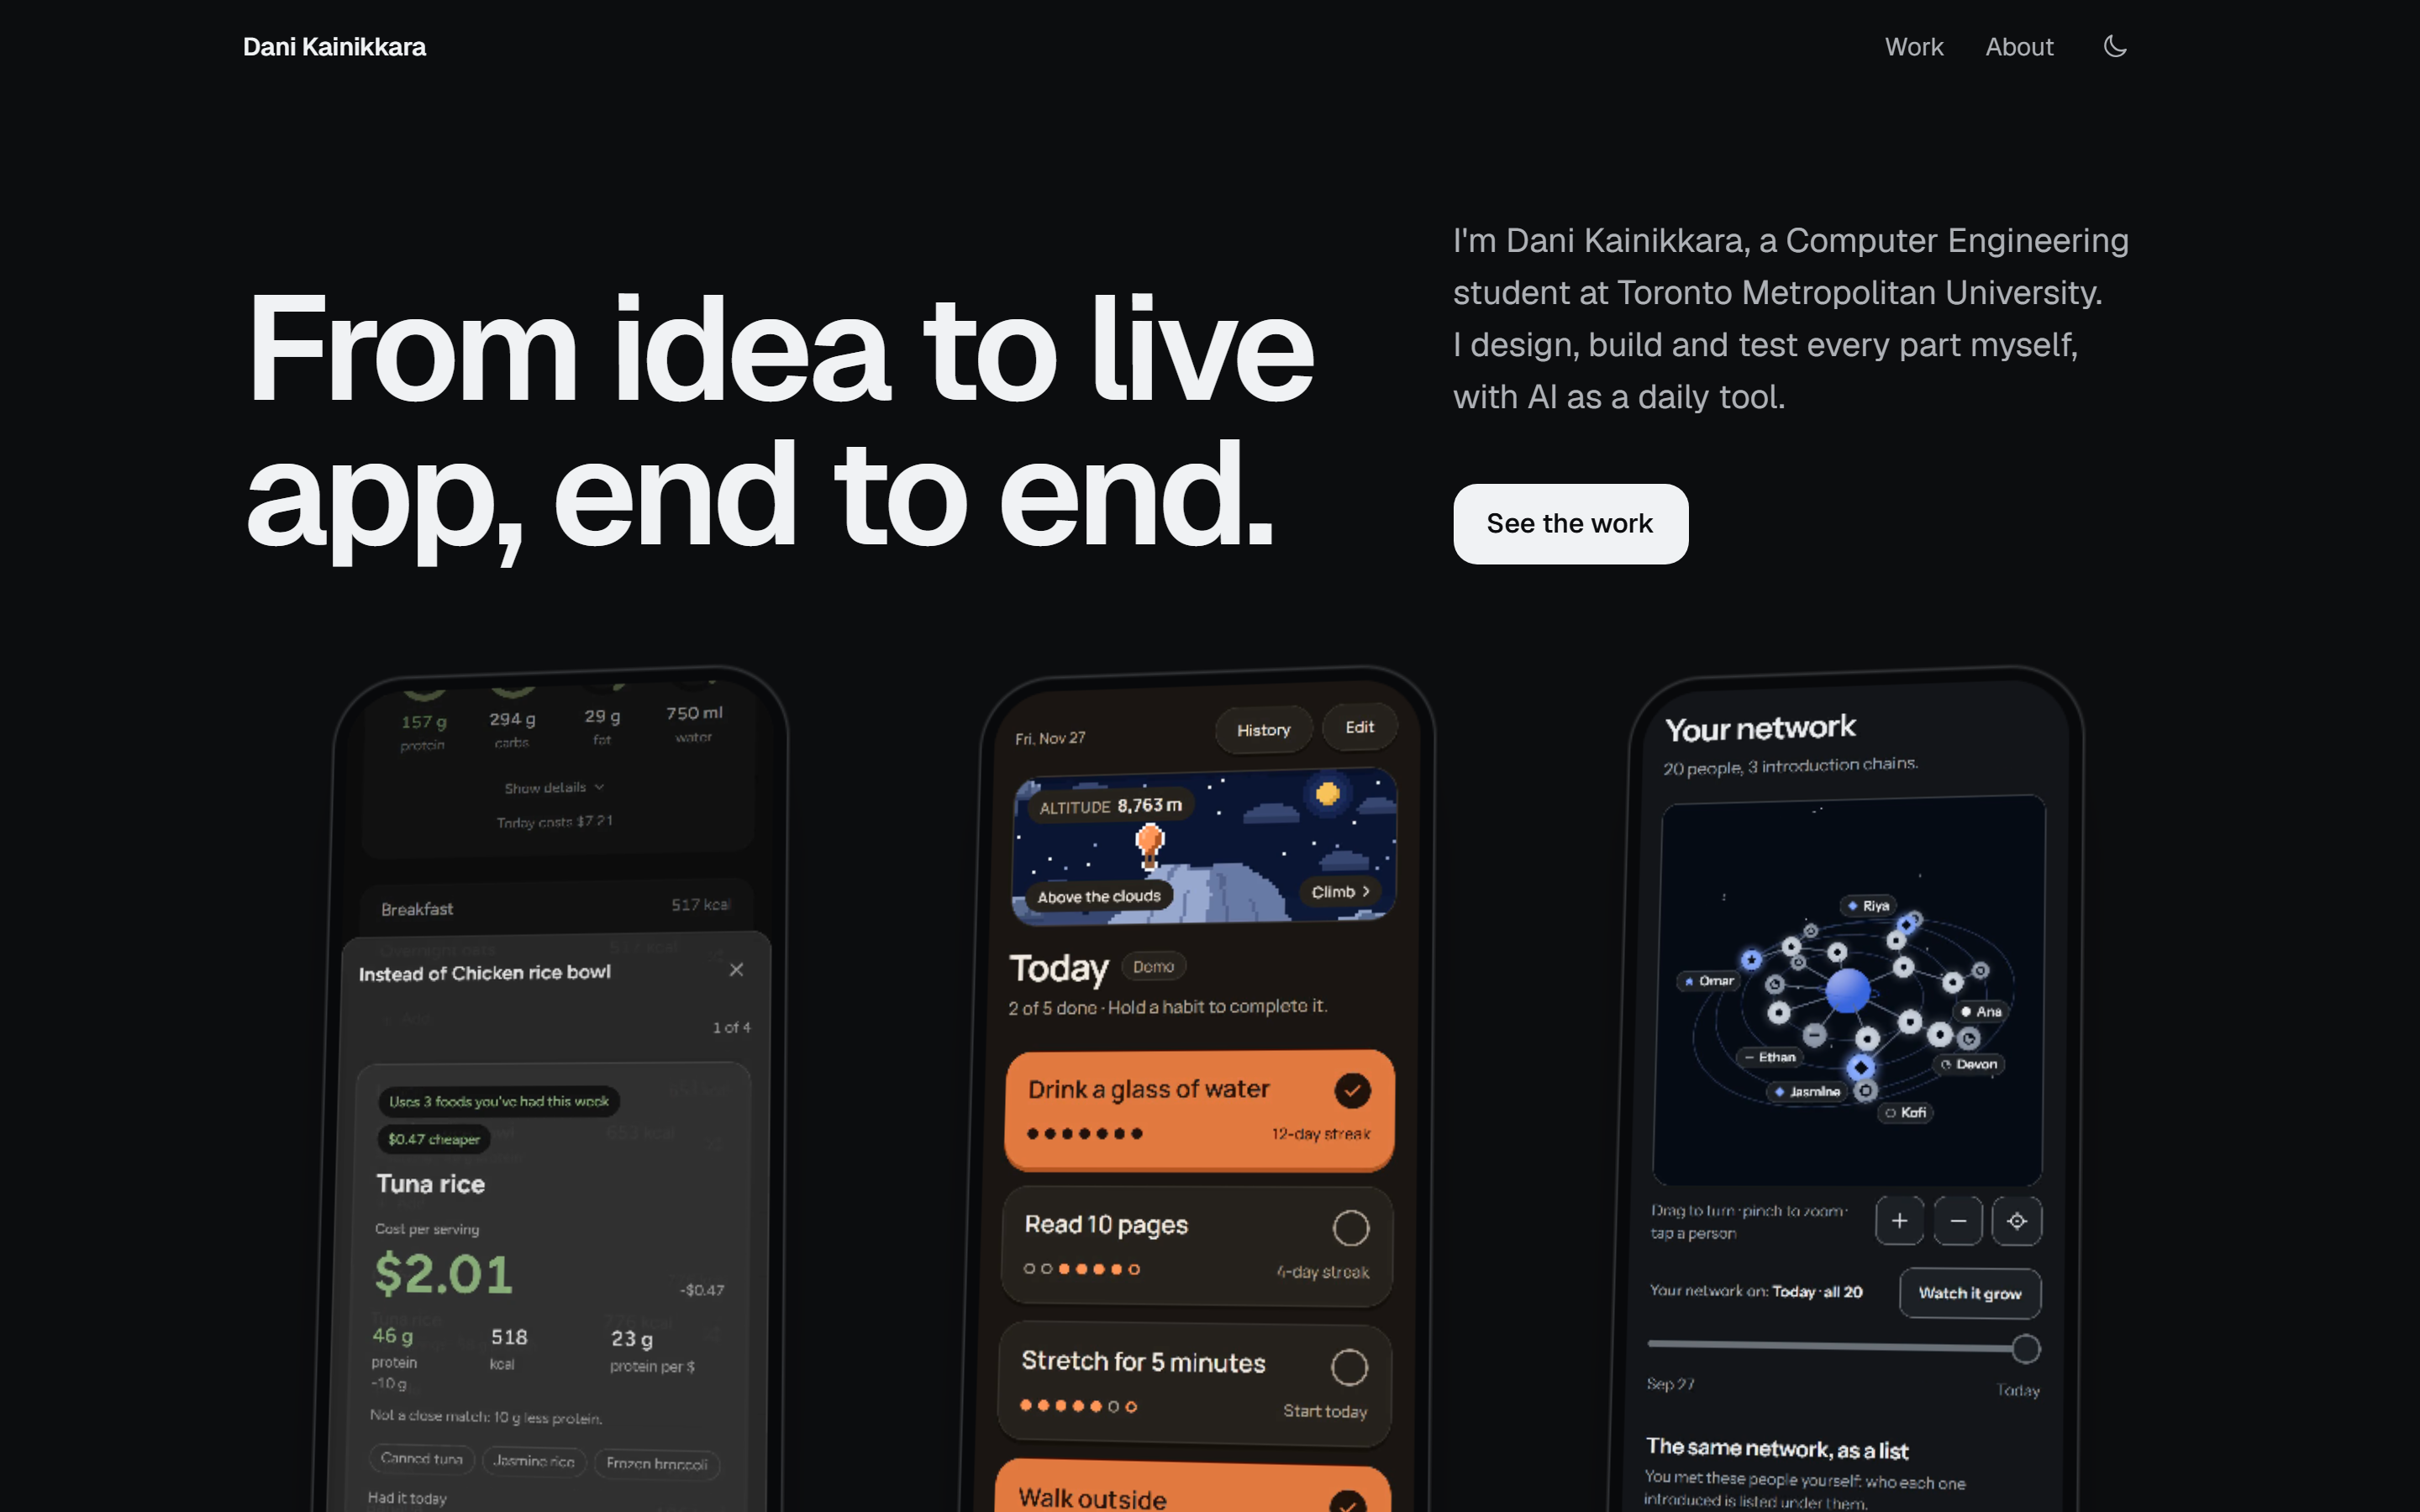 Dani Kainikkara
Work
About
From idea to live
app, end to end.
I'm Dani Kainikkara, a Computer Engineering
student at Toronto Metropolitan University.
I design, build and test every part myself,
with AI as a daily tool.
See the work
157 g
294 g
29 g
750 ml
protein
carbs
fat
water
Show details
Today costs $7.21
Breakfast
517 kcal
Instead of Chicken rice bowl
1 of 4
Uses 3 foods you've had this week
$0.47 cheaper
Tuna rice
Cost per serving
$2.01
-$0.47
46 g
518
23 g
protein
kcal
protein per $
-10 g
Not a close match: 10 g less protein.
Canned tuna
Jasmine rice
Frozen broccoli
Had it today
Fri, Nov 27
History
Edit
ALTITUDE 8,763 m
Above the clouds
Climb
Today
Demo
2 of 5 done · Hold a habit to complete it.
Drink a glass of water
12-day streak
Read 10 pages
4-day streak
Stretch for 5 minutes
Start today
Walk outside
Your network
20 people, 3 introduction chains.
Riya
Omar
Ana
Ethan
Devon
Jasmine
Kofi
Drag to turn · pinch to zoom ·
tap a person
Your network on: Today · all 20
Watch it grow
Sep 27
Today
The same network, as a list
You met these people yourself: who each one
introduced is listed under them.